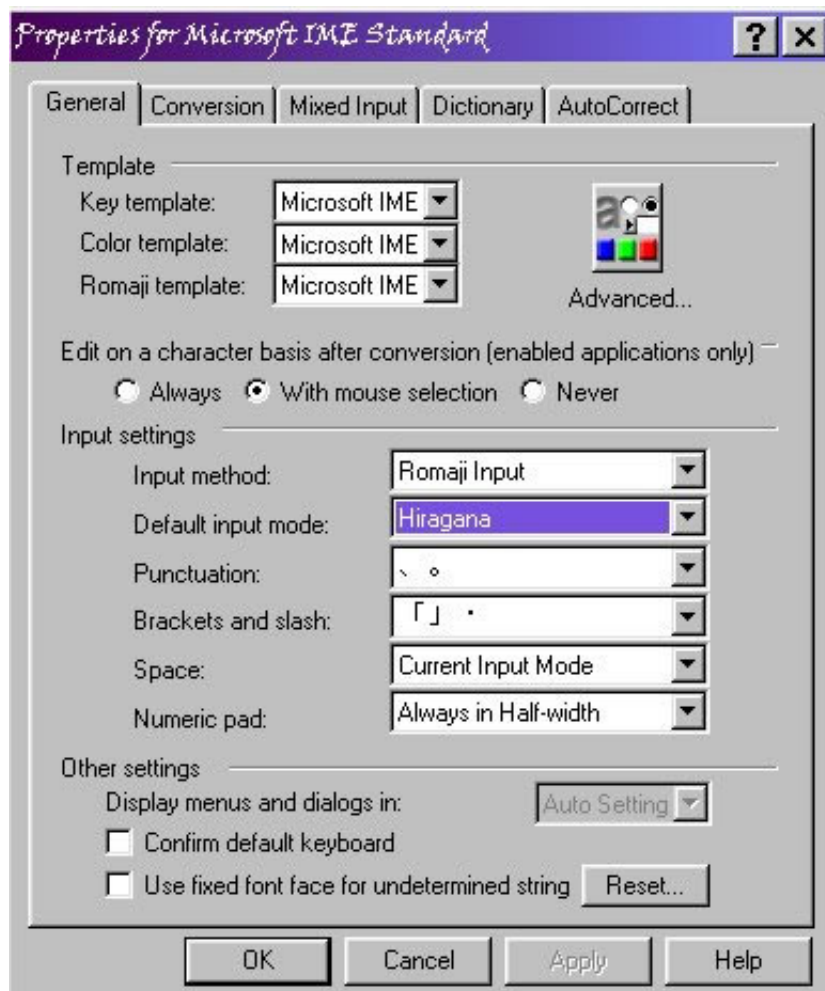 Properties for Microsoft IME Standard
General Conversion Mixed Input Dictionary AutoCorrect
Template
Key template: Microsoft IME
Color template: Microsoft IME
Romaji template: Microsoft IME
Advanced...
Edit on a character basis after conversion (enabled applications only)
Always With mouse selection Never
Input settings
Input method: Romaji Input
Default input mode: Hiragana
Punctuation: 、 。
Brackets and slash: 「」 ・
Space: Current Input Mode
Numeric pad: Always in Half-width
Other settings
Display menus and dialogs in: Auto Setting
Confirm default keyboard
Use fixed font face for undetermined string Reset...
OK Cancel Apply Help